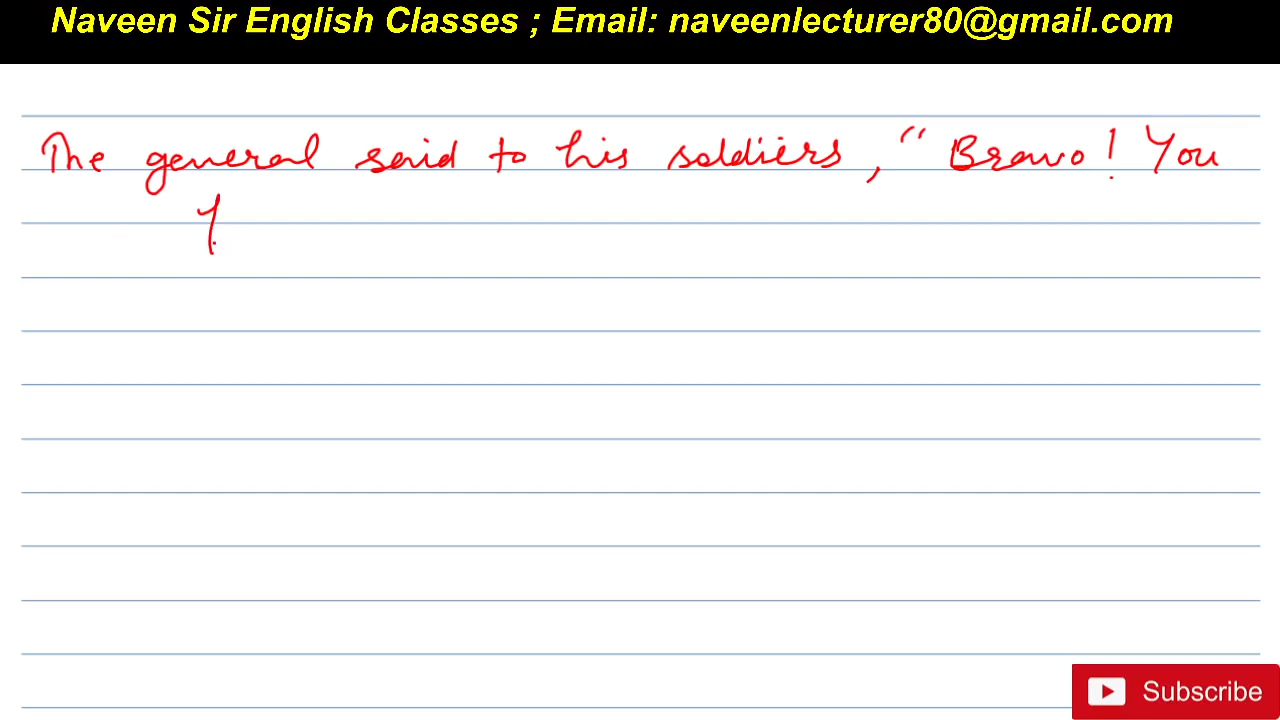 Naveen Sir English Classes ; Email: naveenlecturer80@gmail.com
The general said to his soldiers, "Bravo! You
Subscribe